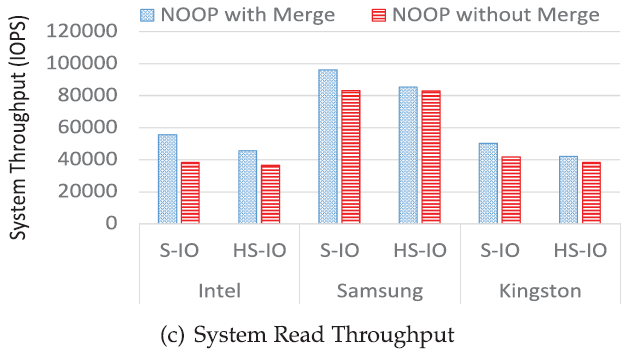 NOOP with Merge NOOP without Merge
System Throughput (IOPS)
120000
100000
80000
60000
40000
20000
0
S-IO HS-IO S-IO HS-IO S-IO HS-IO
Intel Samsung Kingston
(c) System Read Throughput